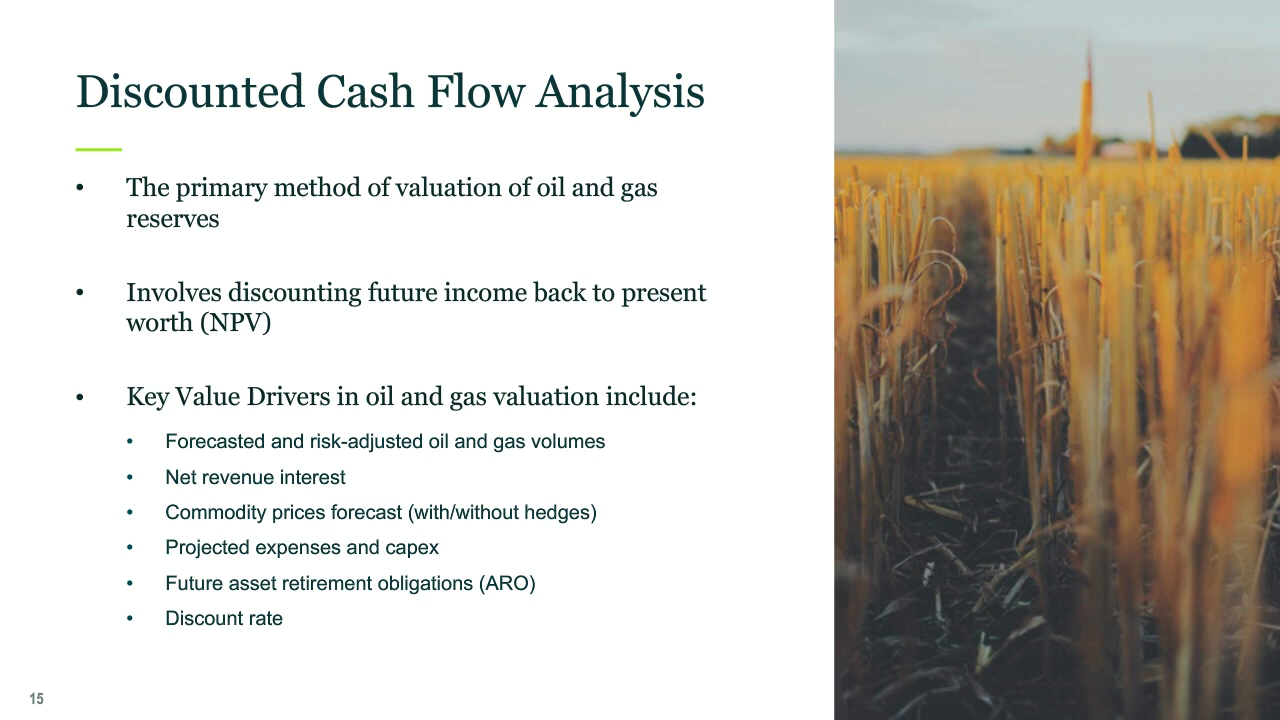 Discounted Cash Flow Analysis
• The primary method of valuation of oil and gas
reserves
• Involves discounting future income back to present
worth (NPV)
• Key Value Drivers in oil and gas valuation include:
• Forecasted and risk-adjusted oil and gas volumes
• Net revenue interest
• Commodity prices forecast (with/without hedges)
• Projected expenses and capex
• Future asset retirement obligations (ARO)
• Discount rate
15